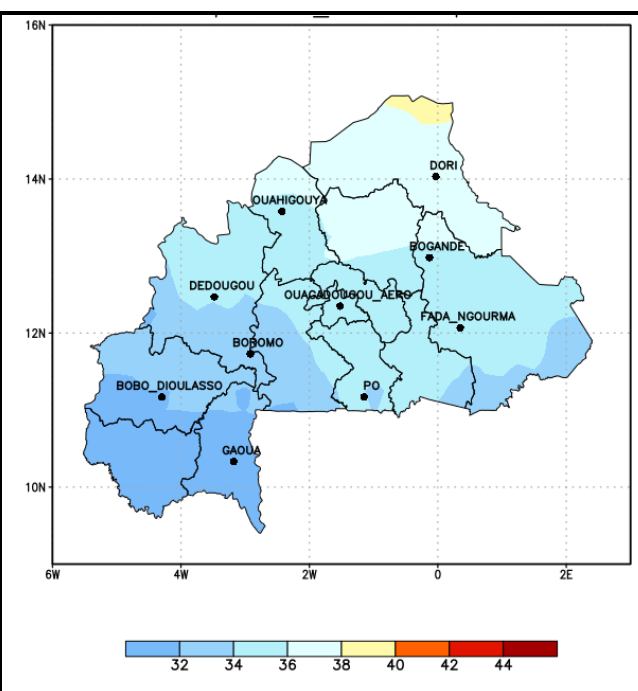 16N
14N
12N
10N
DORI
OUAHIGOUYA
BOGANDE
DEDOUGOU
OUAGADOUGOU_AERO
FADA_NGOURMA
BOROMO
BOBO_DIOULASSO
PO
GAOUA
6W 4W 2W 0 2E
32 34 36 38 40 42 44